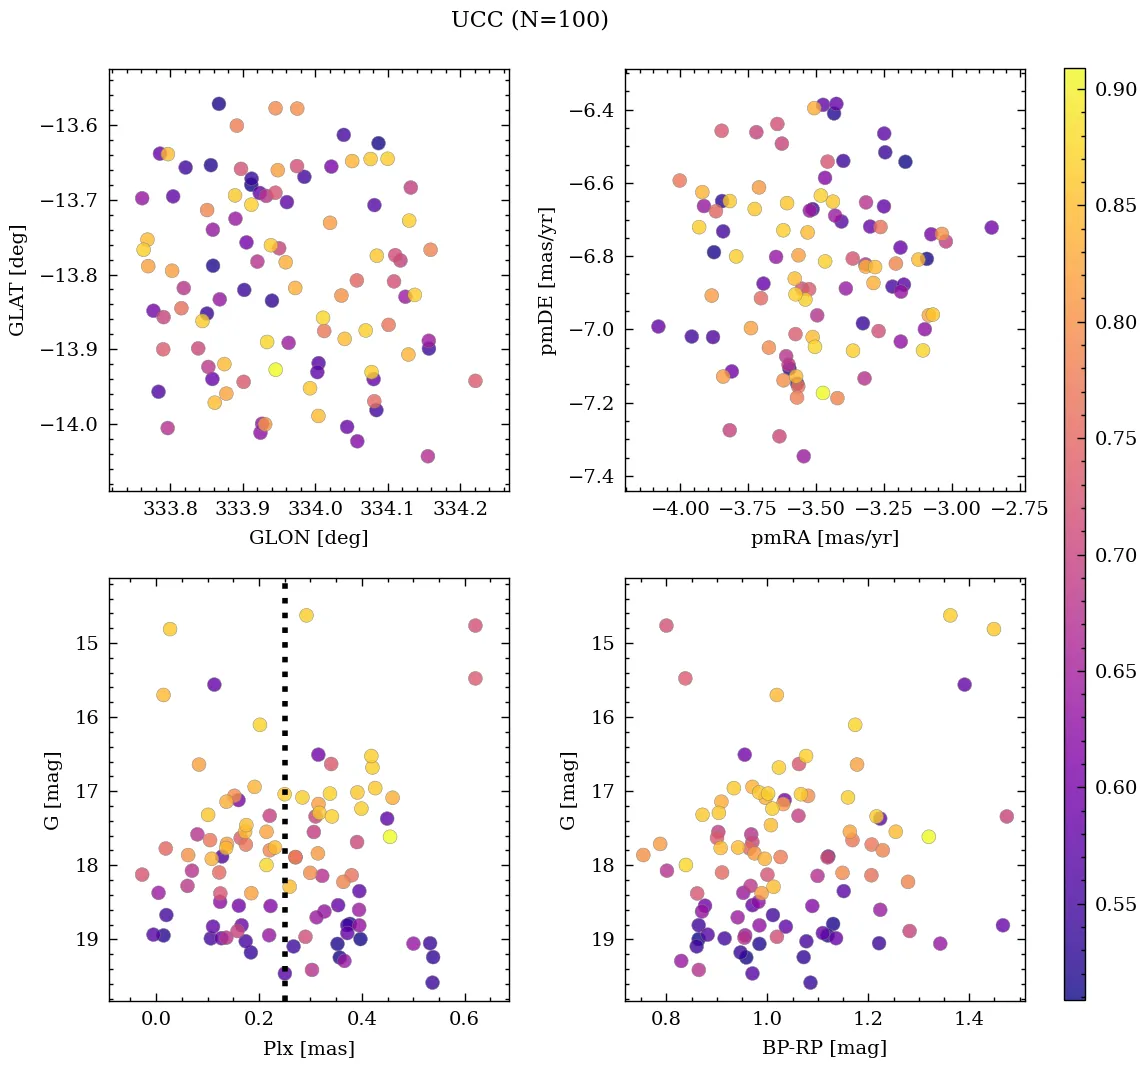 UCC (N=100)
−13.6
−13.7
−13.8
−13.9
−14.0
GLAT [deg]
333.8 333.9 334.0 334.1 334.2
GLON [deg]
−6.4
−6.6
−6.8
−7.0
−7.2
−7.4
pmDE [mas/yr]
−4.00 −3.75 −3.50 −3.25 −3.00 −2.75
pmRA [mas/yr]
15
16
17
18
19
G [mag]
0.0 0.2 0.4 0.6
Plx [mas]
15
16
17
18
19
G [mag]
0.8 1.0 1.2 1.4
BP-RP [mag]
0.90
0.85
0.80
0.75
0.70
0.65
0.60
0.55